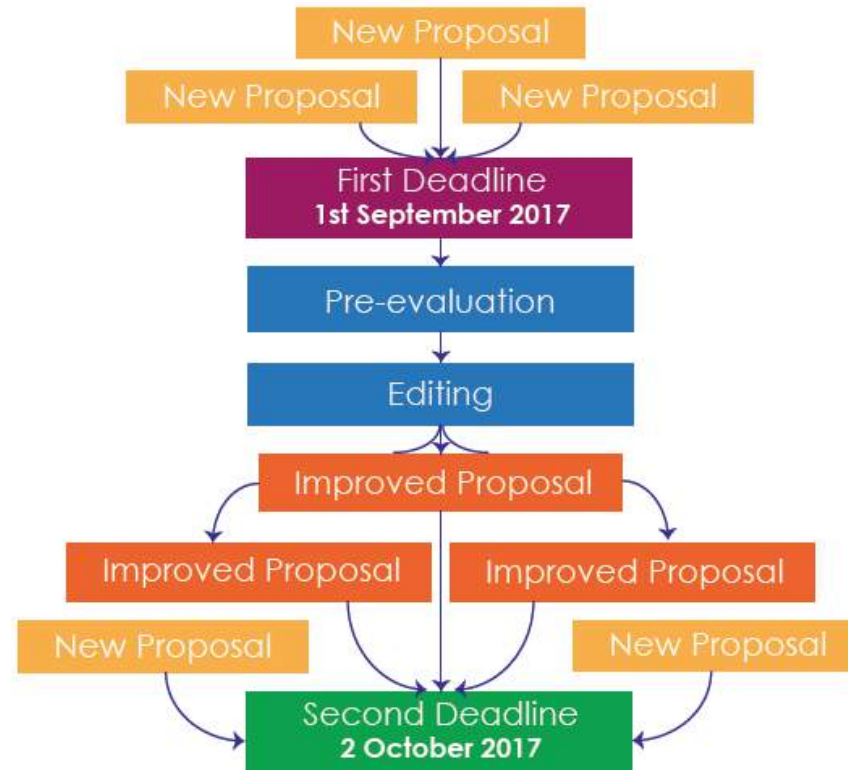 New Proposal
New Proposal
New Proposal
First Deadline
1st September 2017
Pre-evaluation
Editing
Improved Proposal
Improved Proposal
Improved Proposal
New Proposal
New Proposal
Second Deadline
2 October 2017